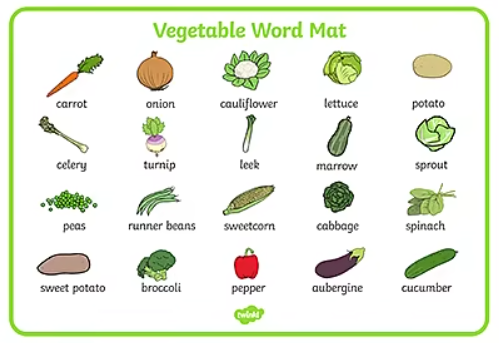 Vegetable Word Mat
carrot onion cauliflower lettuce potato
celery turnip leek marrow sprout
peas runner beans sweetcorn cabbage spinach
sweet potato broccoli pepper aubergine cucumber
twinkl